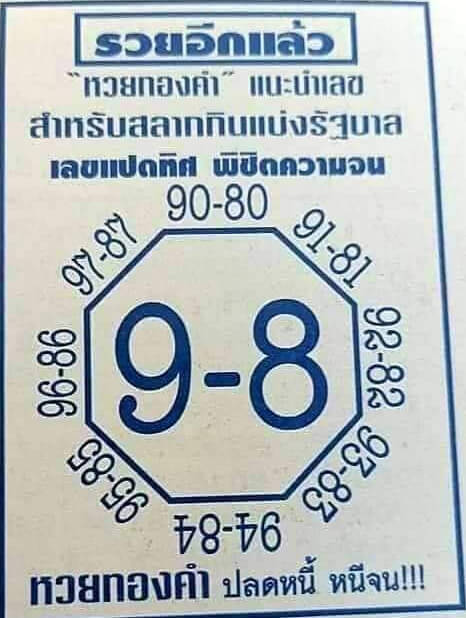 รวยอีกแล้ว
"หวยทองคำ" แนะนำเลข
สำหรับสลากกินแบ่งรัฐบาล
เลขแปดทิศ พิชิตความจน
90-80
91-81
92-82
93-83
94-84
95-85
96-86
97-87
9-8
หวยทองคำ ปลดหนี้ หนีจน!!!